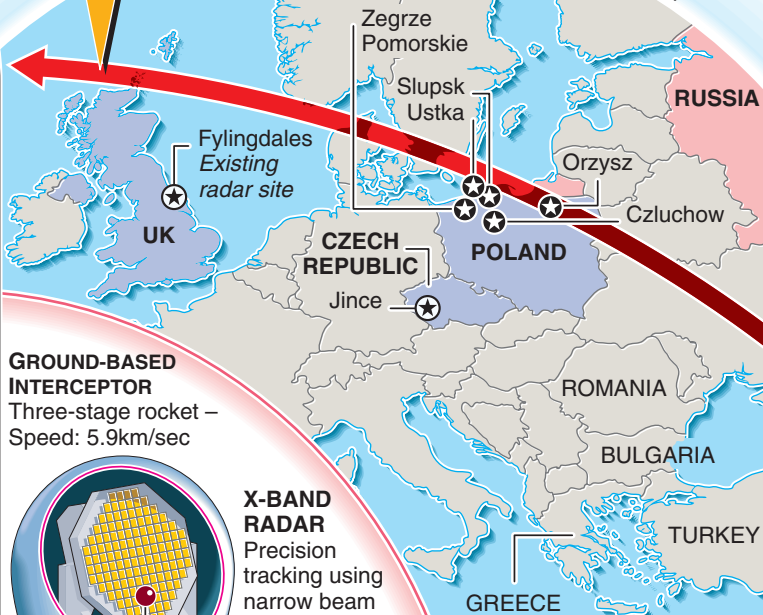 Zegrze
Pomorskie
Slupsk
Ustka
RUSSIA
Fylingdales
Existing
radar site
Orzysz
UK
Czluchow
CZECH
REPUBLIC
POLAND
Jince
GROUND-BASED
INTERCEPTOR
Three-stage rocket –
Speed: 5.9km/sec
ROMANIA
BULGARIA
X-BAND
RADAR
Precision
tracking using
narrow beam
TURKEY
GREECE